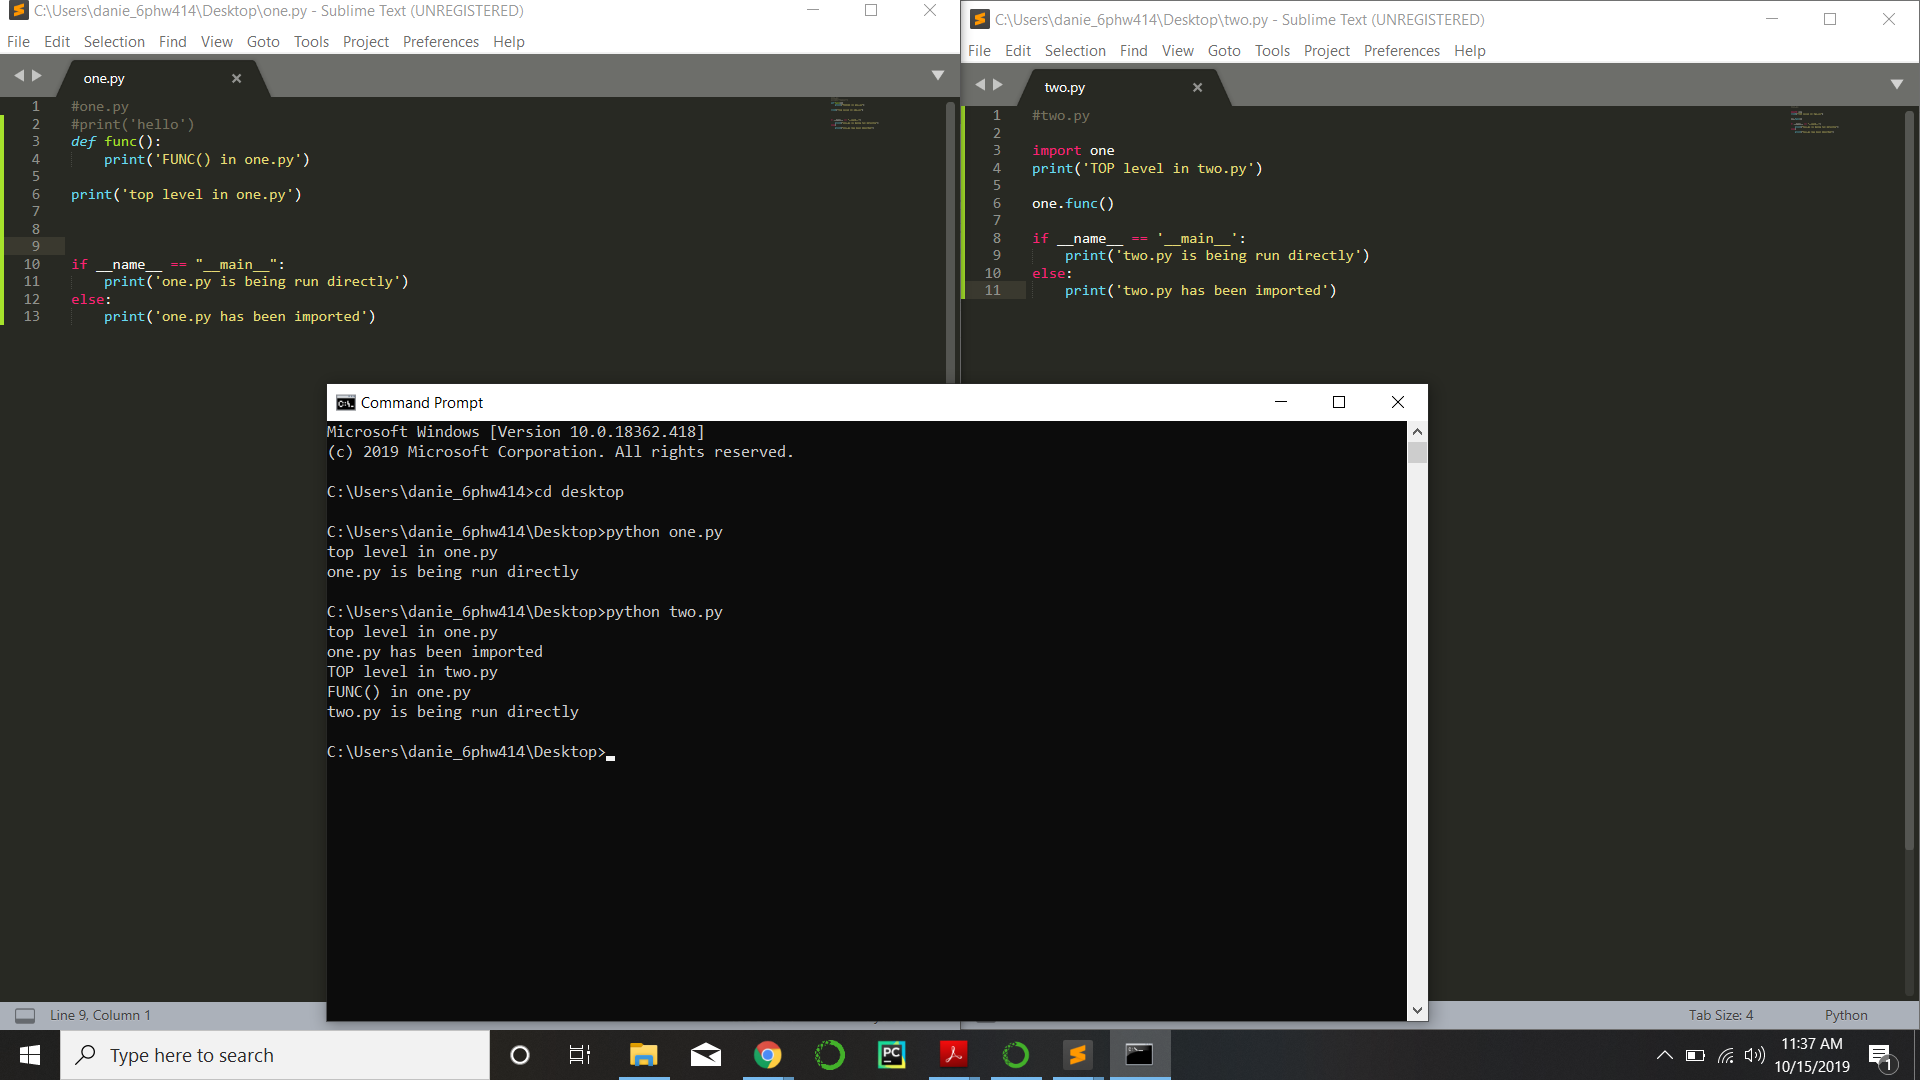 C:\Users\danie_6phw414\Desktop\one.py - Sublime Text (UNREGISTERED)
File Edit Selection Find View Goto Tools Project Preferences Help
one.py
1 #one.py
2 #print('hello')
3 def func():
4     print('FUNC() in one.py')
5
6 print('top level in one.py')
7
8
9
10 if __name__ == "__main__":
11     print('one.py is being run directly')
12 else:
13     print('one.py has been imported')
C:\Users\danie_6phw414\Desktop\two.py - Sublime Text (UNREGISTERED)
File Edit Selection Find View Goto Tools Project Preferences Help
two.py
1 #two.py
2
3 import one
4 print('TOP level in two.py')
5
6 one.func()
7
8 if __name__ == '__main__':
9     print('two.py is being run directly')
10 else:
11     print('two.py has been imported')
Command Prompt
Microsoft Windows [Version 10.0.18362.418]
(c) 2019 Microsoft Corporation. All rights reserved.
C:\Users\danie_6phw414>cd desktop
C:\Users\danie_6phw414\Desktop>python one.py
top level in one.py
one.py is being run directly
C:\Users\danie_6phw414\Desktop>python two.py
top level in one.py
one.py has been imported
TOP level in two.py
FUNC() in one.py
two.py is being run directly
C:\Users\danie_6phw414\Desktop>
Line 9, Column 1
Tab Size: 4 Python
Type here to search
PC
11:37 AM
10/15/2019
1